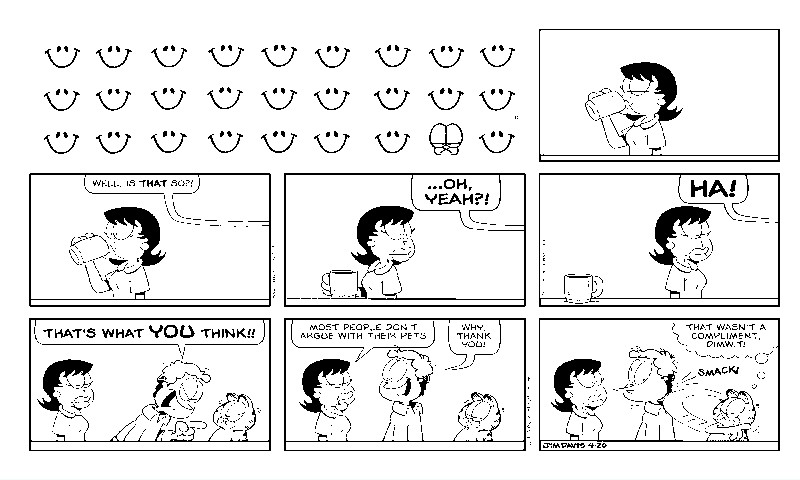 WELL, IS THAT SO?!
...OH,
YEAH?!
HA!
THAT'S WHAT YOU THINK!!
MOST PEOPLE DON'T
ARGUE WITH THEIR PETS
WHY,
THANK
YOU!
THAT WASN'T A
COMPLIMENT,
DIMWIT!
SMACK!
JIM DAVIS 4-20